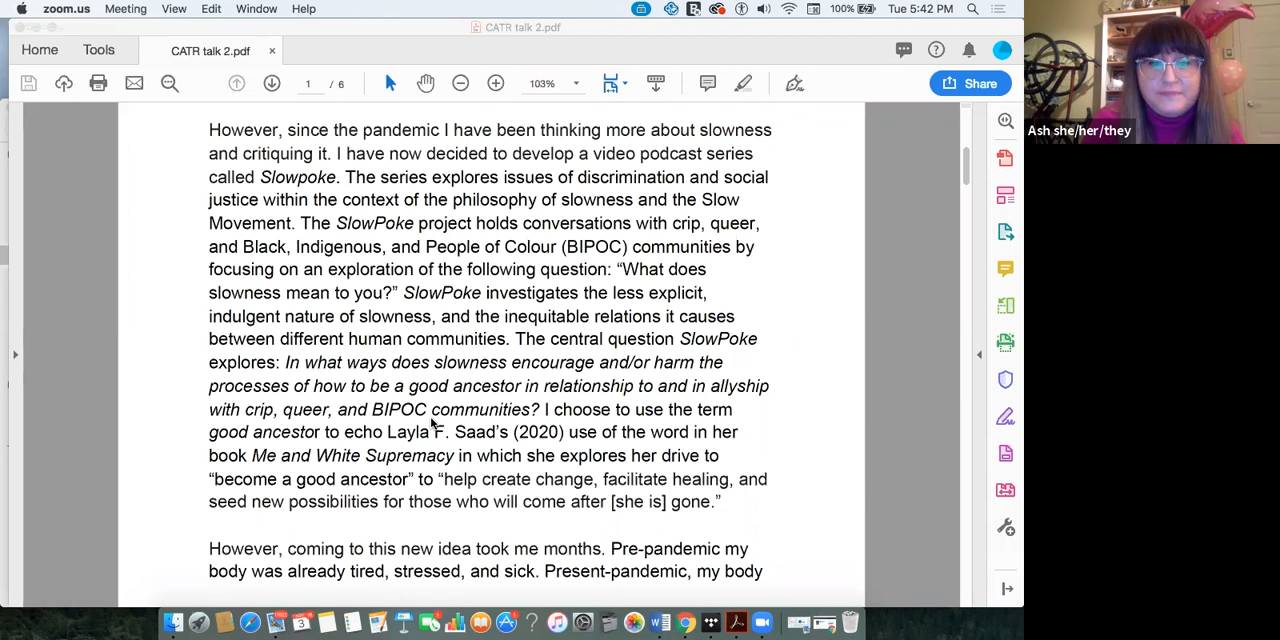 zoom.us Meeting View Edit Window Help 100% Tue 5:42 PM
CATR talk 2.pdf
Home Tools CATR talk 2.pdf ×
1 / 6 103% Share
However, since the pandemic I have been thinking more about slowness
and critiquing it. I have now decided to develop a video podcast series
called Slowpoke. The series explores issues of discrimination and social
justice within the context of the philosophy of slowness and the Slow
Movement. The SlowPoke project holds conversations with crip, queer,
and Black, Indigenous, and People of Colour (BIPOC) communities by
focusing on an exploration of the following question: “What does
slowness mean to you?” SlowPoke investigates the less explicit,
indulgent nature of slowness, and the inequitable relations it causes
between different human communities. The central question SlowPoke
explores: In what ways does slowness encourage and/or harm the
processes of how to be a good ancestor in relationship to and in allyship
with crip, queer, and BIPOC communities? I choose to use the term
good ancestor to echo Layla F. Saad’s (2020) use of the word in her
book Me and White Supremacy in which she explores her drive to
“become a good ancestor” to “help create change, facilitate healing, and
seed new possibilities for those who will come after [she is] gone.”
However, coming to this new idea took me months. Pre-pandemic my
body was already tired, stressed, and sick. Present-pandemic, my body
Ash she/her/they